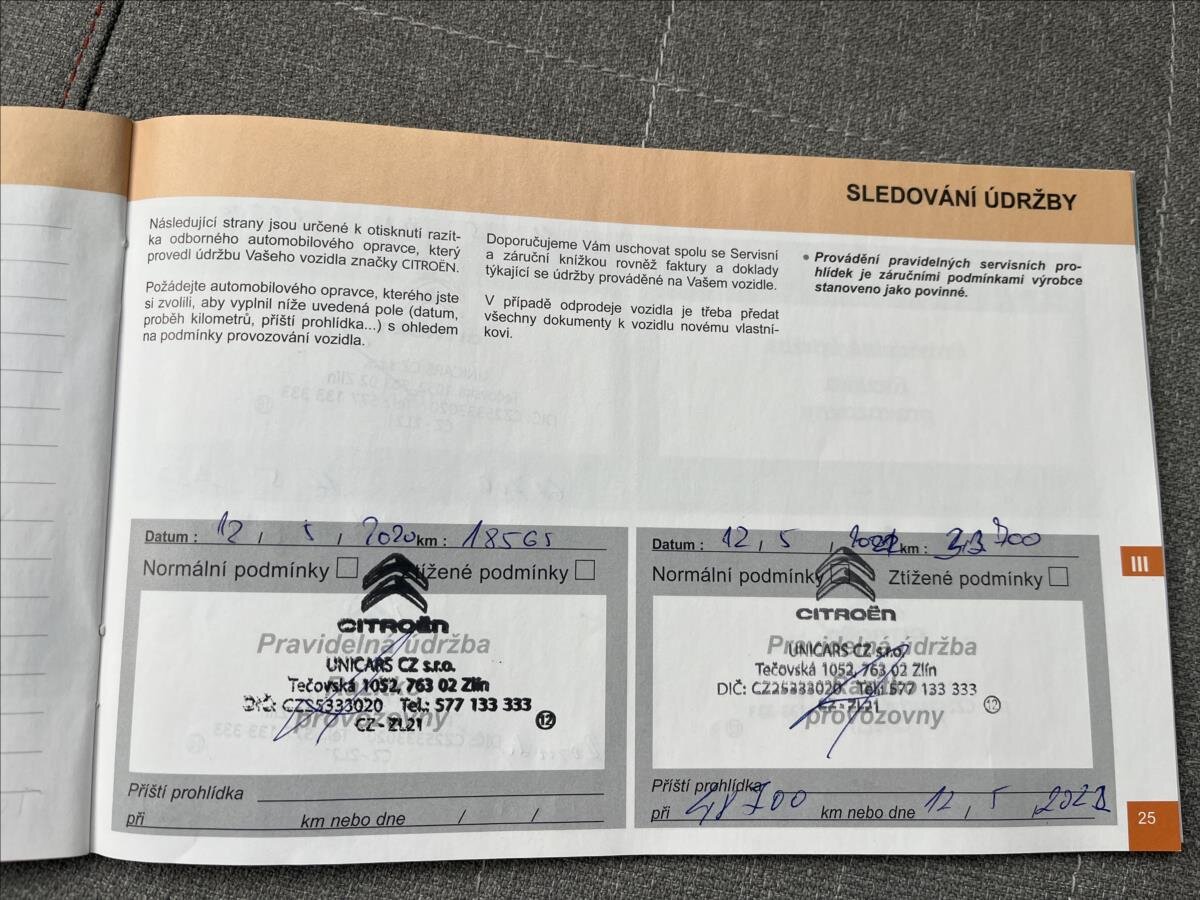 SLEDOVÁNÍ ÚDRŽBY
Následující strany jsou určené k otisknutí razít-
ka odborného automobilového opravce, který
provedl údržbu Vašeho vozidla značky CITROËN.
Požádejte automobilového opravce, kterého jste
si zvolili, aby vyplnil níže uvedená pole (datum,
proběh kilometrů, příští prohlídka...) s ohledem
na podmínky provozování vozidla.
Doporučujeme Vám uschovat spolu se Servisní
a záruční knížkou rovněž faktury a doklady
týkající se údržby prováděné na Vašem vozidle.
V případě odprodeje vozidla je třeba předat
všechny dokumenty k vozidlu novému vlastní-
kovi.
• Provádění pravidelných servisních pro-
hlídek je záručními podmínkami výrobce
stanoveno jako povinné.
Datum : 12 / 5 / 2020 km : 18565
Normální podmínky Ztížené podmínky
CITROËN
Pravidelná údržba
UNICARS CZ s.r.o.
Tečovská 1052, 763 02 Zlín
Razítko
DIČ: CZ25333020 Tel.: 577 133 333
provozovny
CZ - ZL21
12
Příští prohlídka
při km nebo dne / /
Datum : 12 / 5 / km : 700
Normální podmínky Ztížené podmínky
CITROËN
Pravidelná údržba
UNICARS CZ s.r.o.
Tečovská 1052, 763 02 Zlín
Razítko
DIČ: CZ25333020 Tel.: 577 133 333
CZ - ZL21
provozovny
12
Příští prohlídka
při 48700 km nebo dne 12 / 5 /
III
25